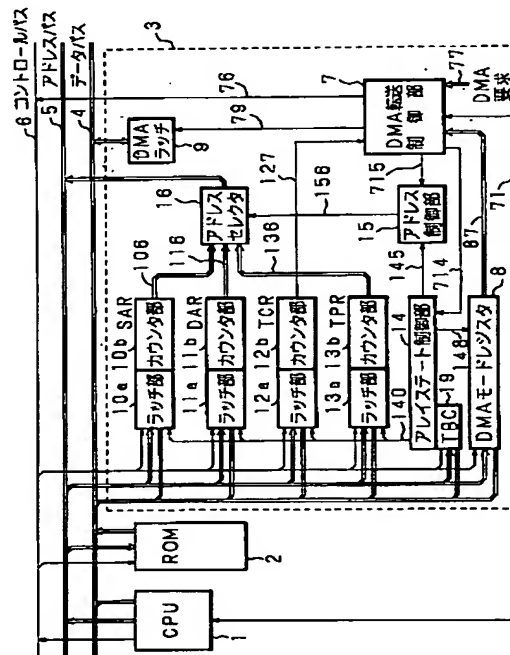 6 コントロールバス
5 アドレスバス
4 データバス
3
CPU
1
ROM
2
10a 10b SAR
ラッチ部 カウンタ部
106
11a 11b DAR
ラッチ部 カウンタ部
116
12a 12b TCR
ラッチ部 カウンタ部
127
13a 13b TPR
ラッチ部 カウンタ部
136
16
アドレス
セレクタ
DMA
ラッチ
9
76
79
7
DMA転送
制御部
77
DMA
要求
156
715
15
アドレス
制御部
145
714
140
14
アレイステート制御部
TBC
19
148
DMAモードレジスタ
8
87
71